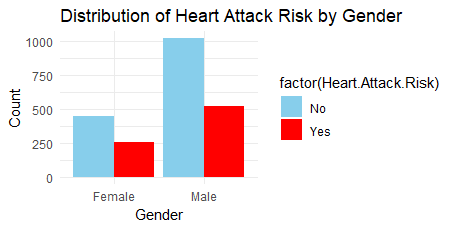 Distribution of Heart Attack Risk by Gender
Count
1000
750
500
250
0
Female
Male
Gender
factor(Heart.Attack.Risk)
No
Yes